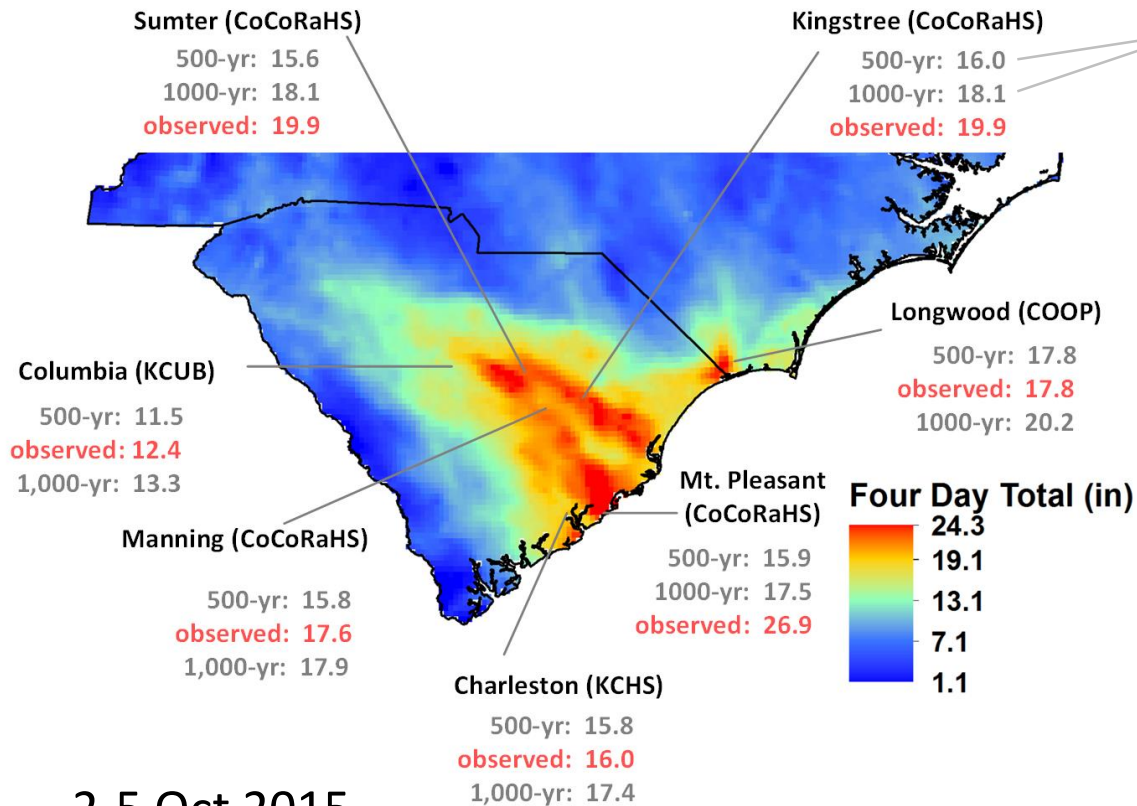 Sumter (CoCoRaHS)
500-yr: 15.6
1000-yr: 18.1
observed: 19.9
Kingstree (CoCoRaHS)
500-yr: 16.0
1000-yr: 18.1
observed: 19.9
Longwood (COOP)
500-yr: 17.8
observed: 17.8
1000-yr: 20.2
Columbia (KCUB)
500-yr: 11.5
observed: 12.4
1,000-yr: 13.3
Manning (CoCoRaHS)
500-yr: 15.8
observed: 17.6
1,000-yr: 17.9
Mt. Pleasant
(CoCoRaHS)
500-yr: 15.9
1000-yr: 17.5
observed: 26.9
Four Day Total (in)
24.3
19.1
13.1
7.1
1.1
Charleston (KCHS)
500-yr: 15.8
observed: 16.0
1,000-yr: 17.4
2-5 Oct 2015